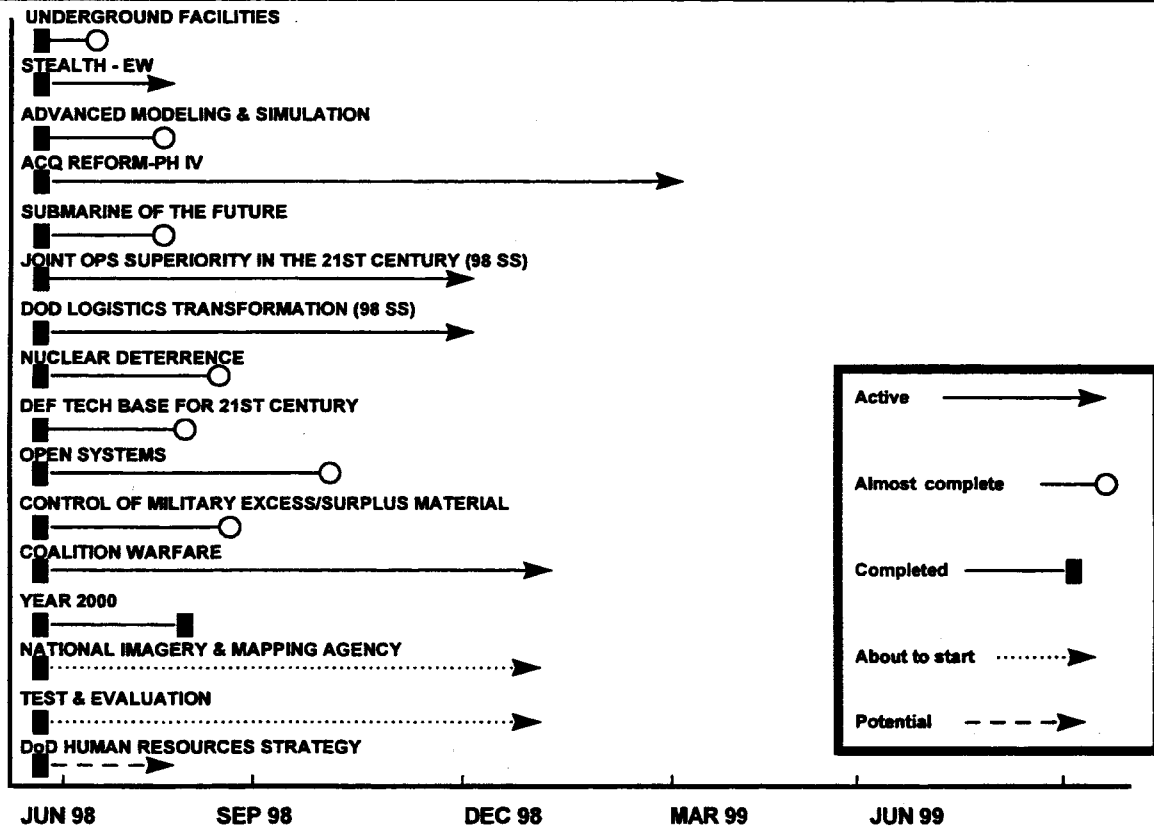 UNDERGROUND FACILITIES
STEALTH - EW
ADVANCED MODELING & SIMULATION
ACQ REFORM-PH IV
SUBMARINE OF THE FUTURE
JOINT OPS SUPERIORITY IN THE 21ST CENTURY (98 SS)
DOD LOGISTICS TRANSFORMATION (98 SS)
NUCLEAR DETERRENCE
DEF TECH BASE FOR 21ST CENTURY
OPEN SYSTEMS
CONTROL OF MILITARY EXCESS/SURPLUS MATERIAL
COALITION WARFARE
YEAR 2000
NATIONAL IMAGERY & MAPPING AGENCY
TEST & EVALUATION
DoD HUMAN RESOURCES STRATEGY
Active
Almost complete
Completed
About to start
Potential
JUN 98 SEP 98 DEC 98 MAR 99 JUN 99